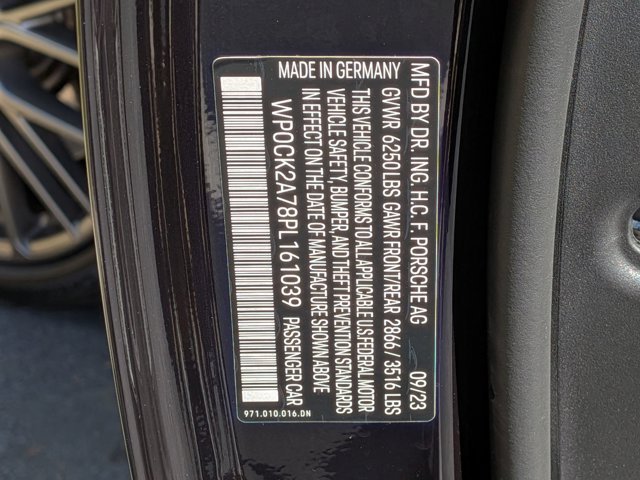 MFD BY DR. ING. H.C. F. PORSCHE AG 09/23
GVWR 6250 LBS GAWR FRONT/REAR 2866 / 3516 LBS
THIS VEHICLE CONFORMS TO ALL APPLICABLE U.S. FEDERAL MOTOR
VEHICLE SAFETY, BUMPER, AND THEFT PREVENTION STANDARDS
IN EFFECT ON THE DATE OF MANUFACTURE SHOWN ABOVE
WP0CK2A78PL161039 PASSENGER CAR
MADE IN GERMANY
971.010.016.DN